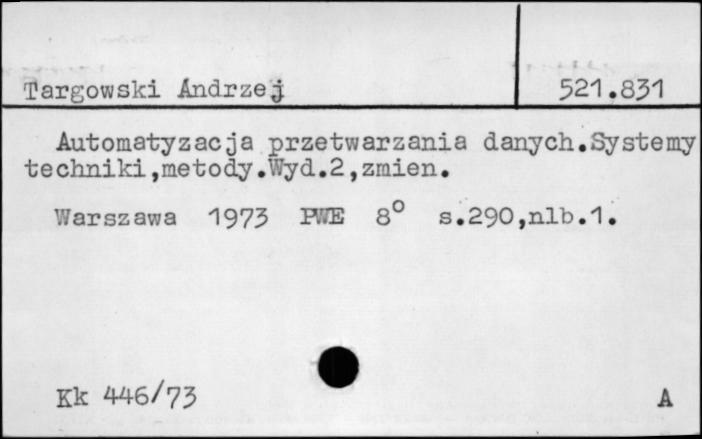 Targowski Andrzej 521.831
Automatyzacja przetwarzania danych.Systemy
techniki,metody.Wyd.2,zmien.
Warszawa 1973 PWE 8° s.290,nlb.1.
Kk 446/73 A